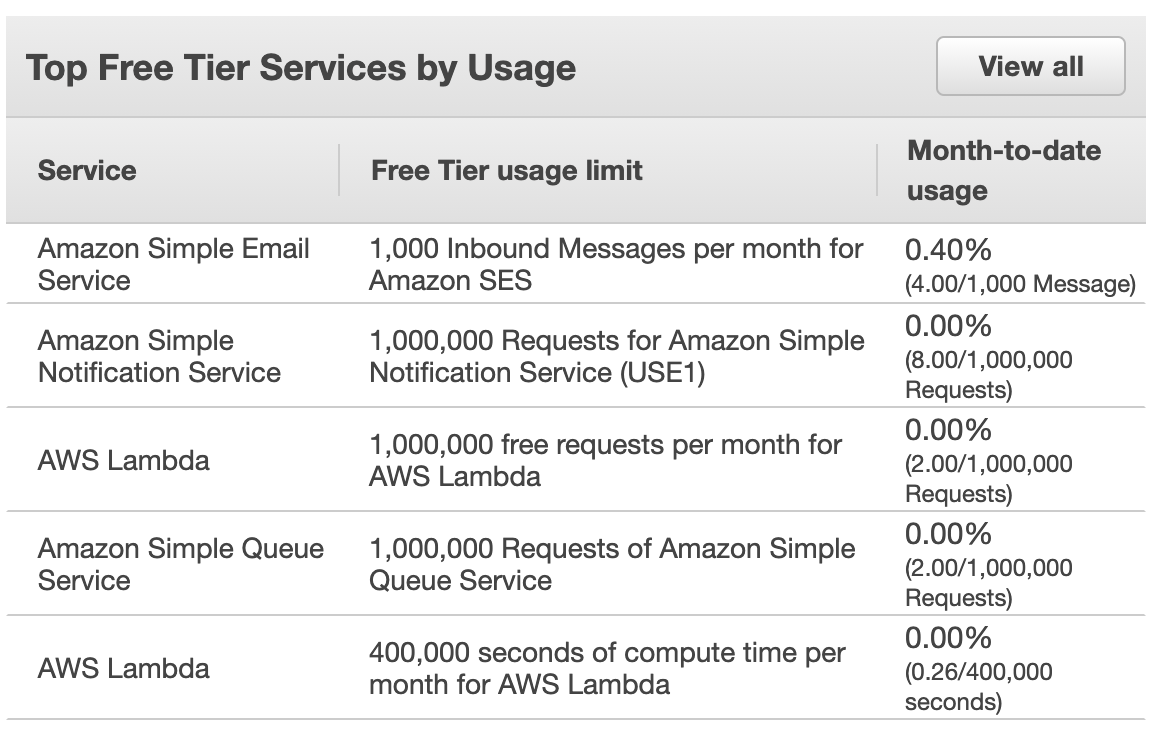 Top Free Tier Services by Usage
View all
Service
Free Tier usage limit
Month-to-date
usage
Amazon Simple Email
Service
1,000 Inbound Messages per month for
Amazon SES
0.40%
(4.00/1,000 Message)
Amazon Simple
Notification Service
1,000,000 Requests for Amazon Simple
Notification Service (USE1)
0.00%
(8.00/1,000,000
Requests)
AWS Lambda
1,000,000 free requests per month for
AWS Lambda
0.00%
(2.00/1,000,000
Requests)
Amazon Simple Queue
Service
1,000,000 Requests of Amazon Simple
Queue Service
0.00%
(2.00/1,000,000
Requests)
AWS Lambda
400,000 seconds of compute time per
month for AWS Lambda
0.00%
(0.26/400,000
seconds)